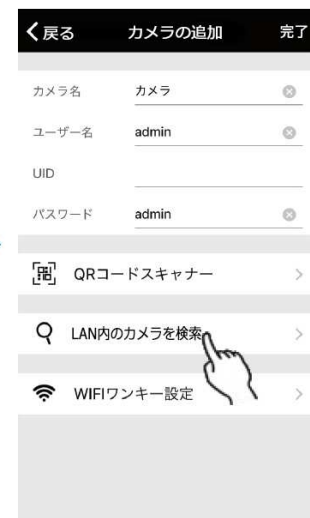 戻る カメラの追加 完了
カメラ名 カメラ
ユーザー名 admin
UID
パスワード admin
QRコードスキャナー
LAN内のカメラを検索
WIFIワンキー設定